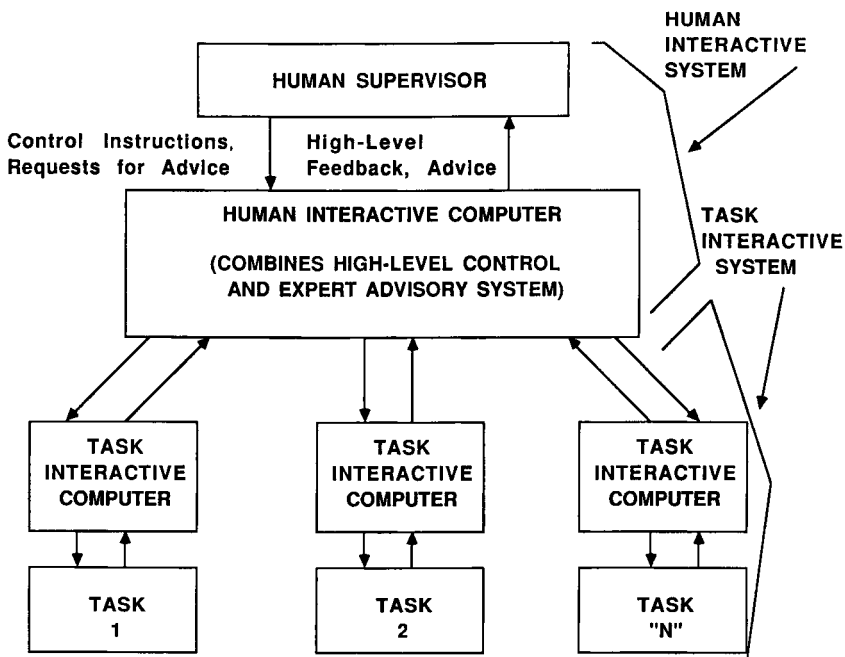 HUMAN
INTERACTIVE
SYSTEM
HUMAN SUPERVISOR
Control Instructions,
Requests for Advice
High-Level
Feedback, Advice
HUMAN INTERACTIVE COMPUTER
(COMBINES HIGH-LEVEL CONTROL
AND EXPERT ADVISORY SYSTEM)
TASK
INTERACTIVE
SYSTEM
TASK
INTERACTIVE
COMPUTER
TASK
INTERACTIVE
COMPUTER
TASK
INTERACTIVE
COMPUTER
TASK
1
TASK
2
TASK
"N"